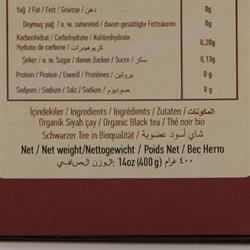 Yağ / Fat / Fett / Graisse / دهن 0g
Doymuş yağ / o. w. saturated / davon gesättigte Fettsäuren 0g
Karbonhidrat / Carbohydrate / Kohlenhydrate
Hydrate de carbone / كربوهيدرات 0,20g
Şeker / o. w. Sugar / davon Zucker / Sucre / سكر 0,13g
Protein / Protein / Eiweß / Protéines / بروتين 0g
Sodyum / Sodium / Salz / Sodium / صوديوم 0g
İçindekiler / Ingredients / Ingrédients / Zutaten / المكونات
Organik Siyah çay / Organic Black tea / Thé noir bio
Schwarzer Tee in Bioqualität / شاي أسود عضوية
Net / Net weight/Nettogewicht / Poids Net / Вес Нетто
٤٠٠ غرام 14oz (400 g) الوزن الصافي: